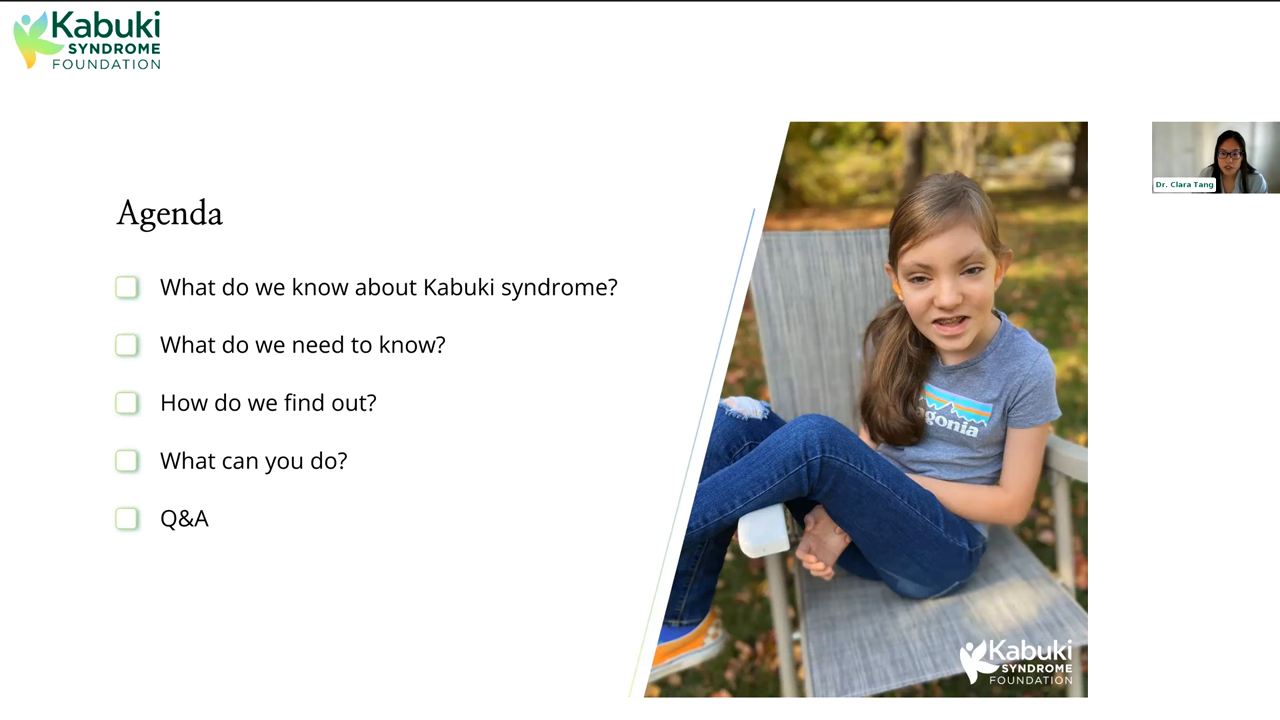 Kabuki
SYNDROME
FOUNDATION
Dr. Clara Tang
Agenda
What do we know about Kabuki syndrome?
What do we need to know?
How do we find out?
What can you do?
Q&A
agonia
Kabuki
SYNDROME
FOUNDATION